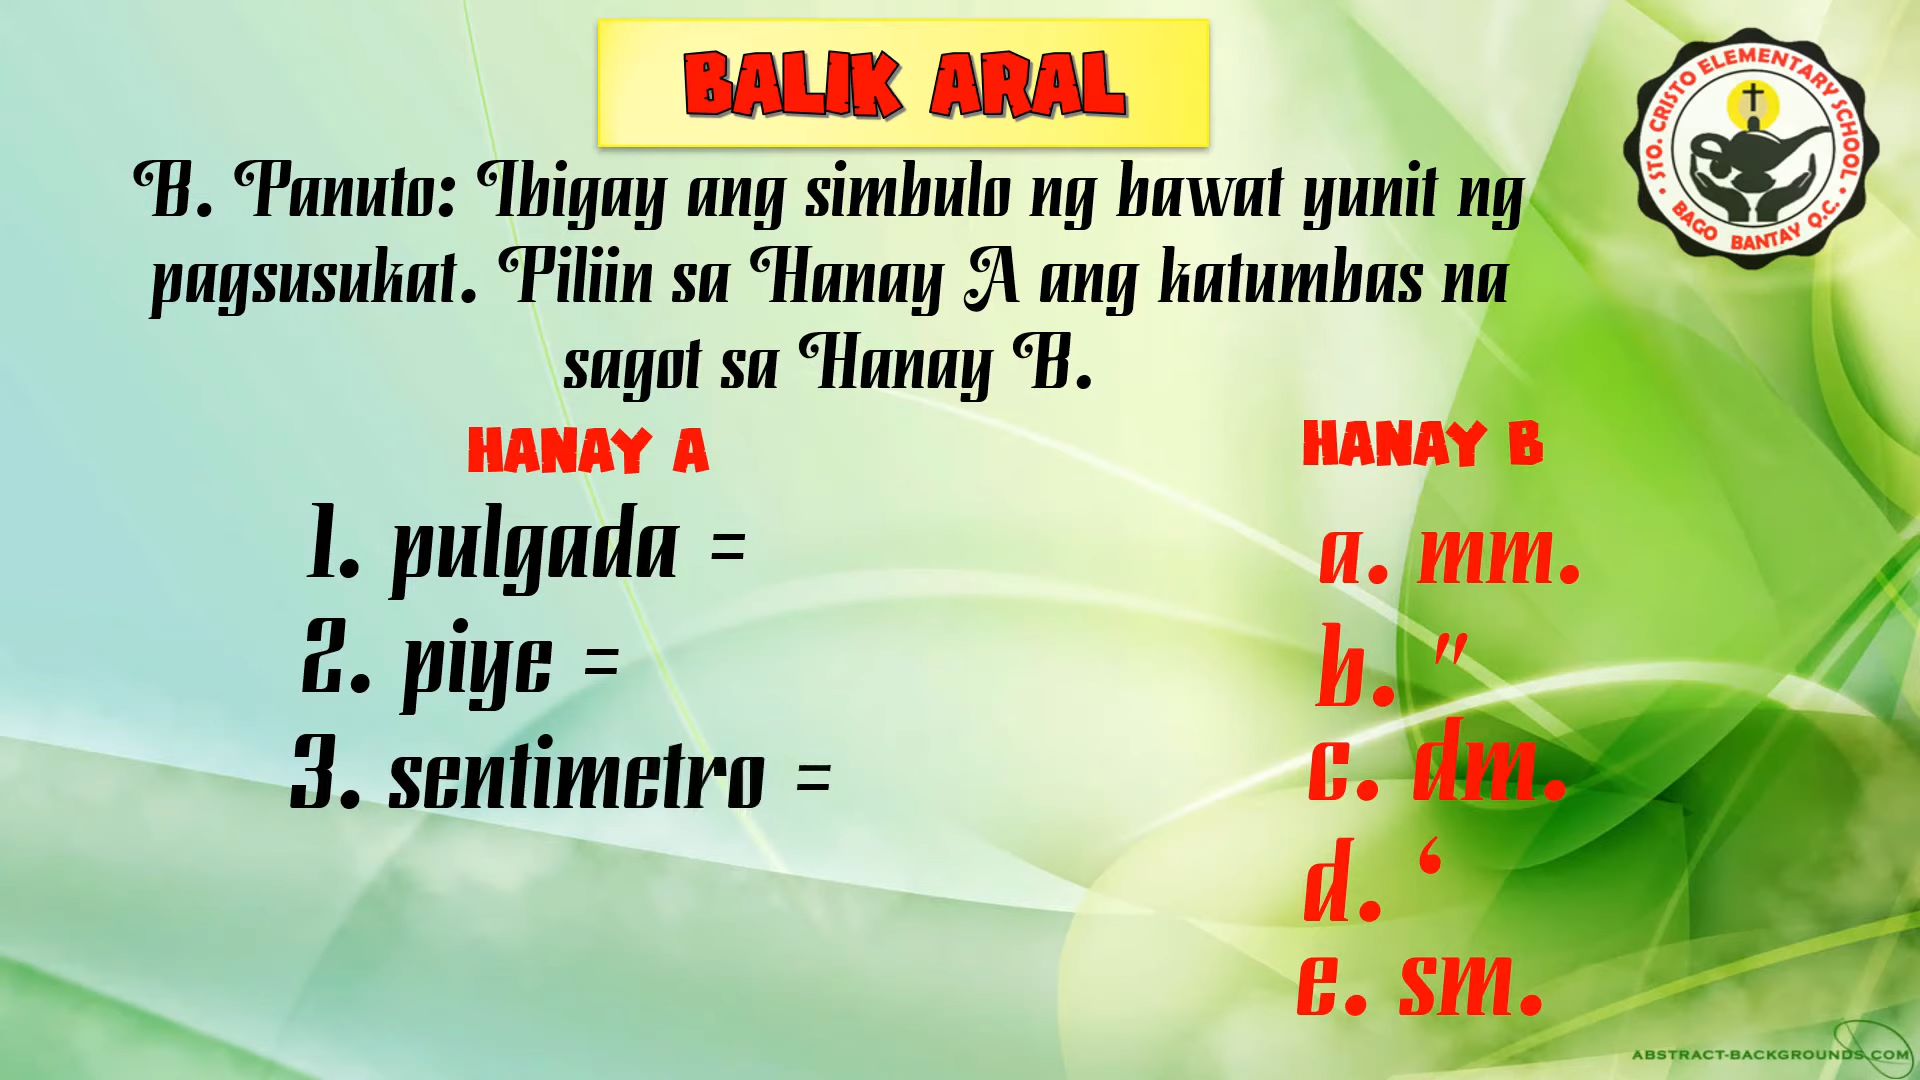 BALIK ARAL
STO. CRISTO ELEMENTARY SCHOOL
BAGO BANTAY Q.C.
B. Panuto: Ibigay ang simbulo ng bawat yunit ng
pagsusukat. Piliin sa Hanay A ang katumbas na
sagot sa Hanay B.
HANAY A
1. pulgada =
2. piye =
3. sentimetro =
HANAY B
a. mm.
b. "
c. dm.
d. ‘
e. sm.
ABSTRACT-BACKGROUNDS.COM